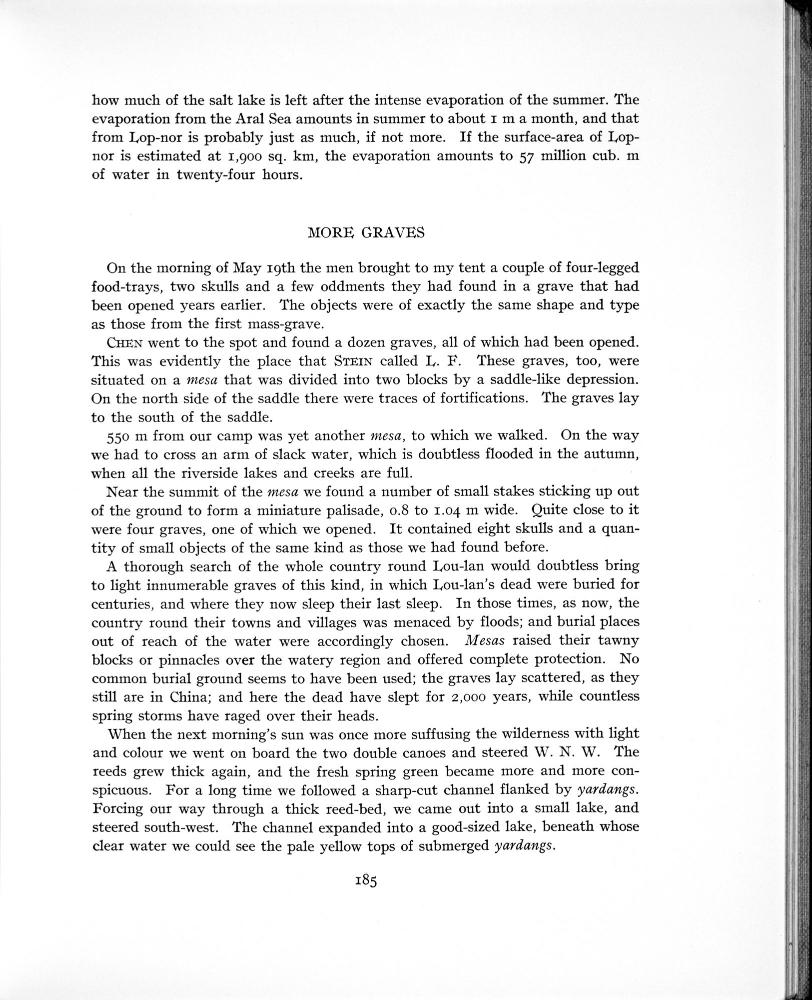 how much of the salt lake is left after the intense evaporation of the summer. The
evaporation from the Aral Sea amounts in summer to about 1 m a month, and that
from Lop-nor is probably just as much, if not more. If the surface-area of Lop-
nor is estimated at 1,900 sq. km, the evaporation amounts to 57 million cub. m
of water in twenty-four hours.
MORE GRAVES
On the morning of May 19th the men brought to my tent a couple of four-legged
food-trays, two skulls and a few oddments they had found in a grave that had
been opened years earlier. The objects were of exactly the same shape and type
as those from the first mass-grave.
CHEN went to the spot and found a dozen graves, all of which had been opened.
This was evidently the place that STEIN called L. F. These graves, too, were
situated on a mesa that was divided into two blocks by a saddle-like depression.
On the north side of the saddle there were traces of fortifications. The graves lay
to the south of the saddle.
550 m from our camp was yet another mesa, to which we walked. On the way
we had to cross an arm of slack water, which is doubtless flooded in the autumn,
when all the riverside lakes and creeks are full.
Near the summit of the mesa we found a number of small stakes sticking up out
of the ground to form a miniature palisade, 0.8 to 1.04 m wide. Quite close to it
were four graves, one of which we opened. It contained eight skulls and a quan-
tity of small objects of the same kind as those we had found before.
A thorough search of the whole country round Lou-lan would doubtless bring
to light innumerable graves of this kind, in which Lou-lan's dead were buried for
centuries, and where they now sleep their last sleep. In those times, as now, the
country round their towns and villages was menaced by floods; and burial places
out of reach of the water were accordingly chosen. Mesas raised their tawny
blocks or pinnacles over the watery region and offered complete protection. No
common burial ground seems to have been used; the graves lay scattered, as they
still are in China; and here the dead have slept for 2,000 years, while countless
spring storms have raged over their heads.
When the next morning's sun was once more suffusing the wilderness with light
and colour we went on board the two double canoes and steered W. N. W. The
reeds grew thick again, and the fresh spring green became more and more con-
spicuous. For a long time we followed a sharp-cut channel flanked by yardangs.
Forcing our way through a thick reed-bed, we came out into a small lake, and
steered south-west. The channel expanded into a good-sized lake, beneath whose
clear water we could see the pale yellow tops of submerged yardangs.
185